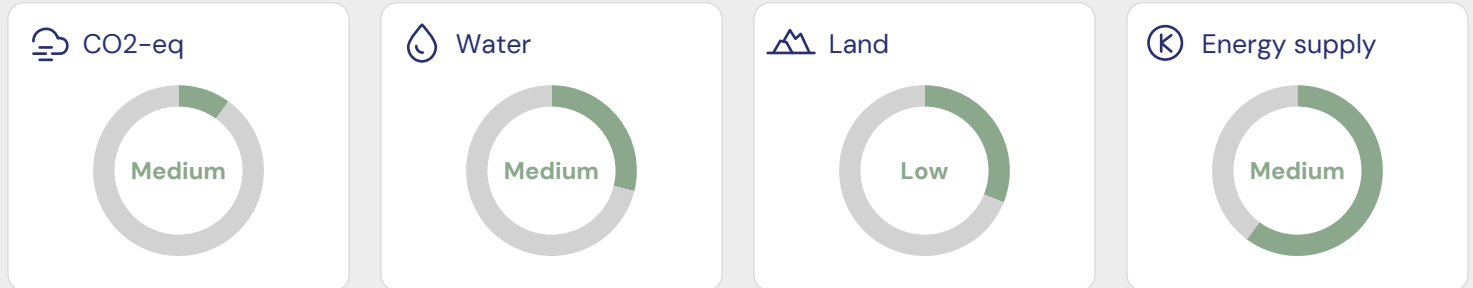 CO2-eq
Medium
Water
Medium
Land
Low
Energy supply
Medium